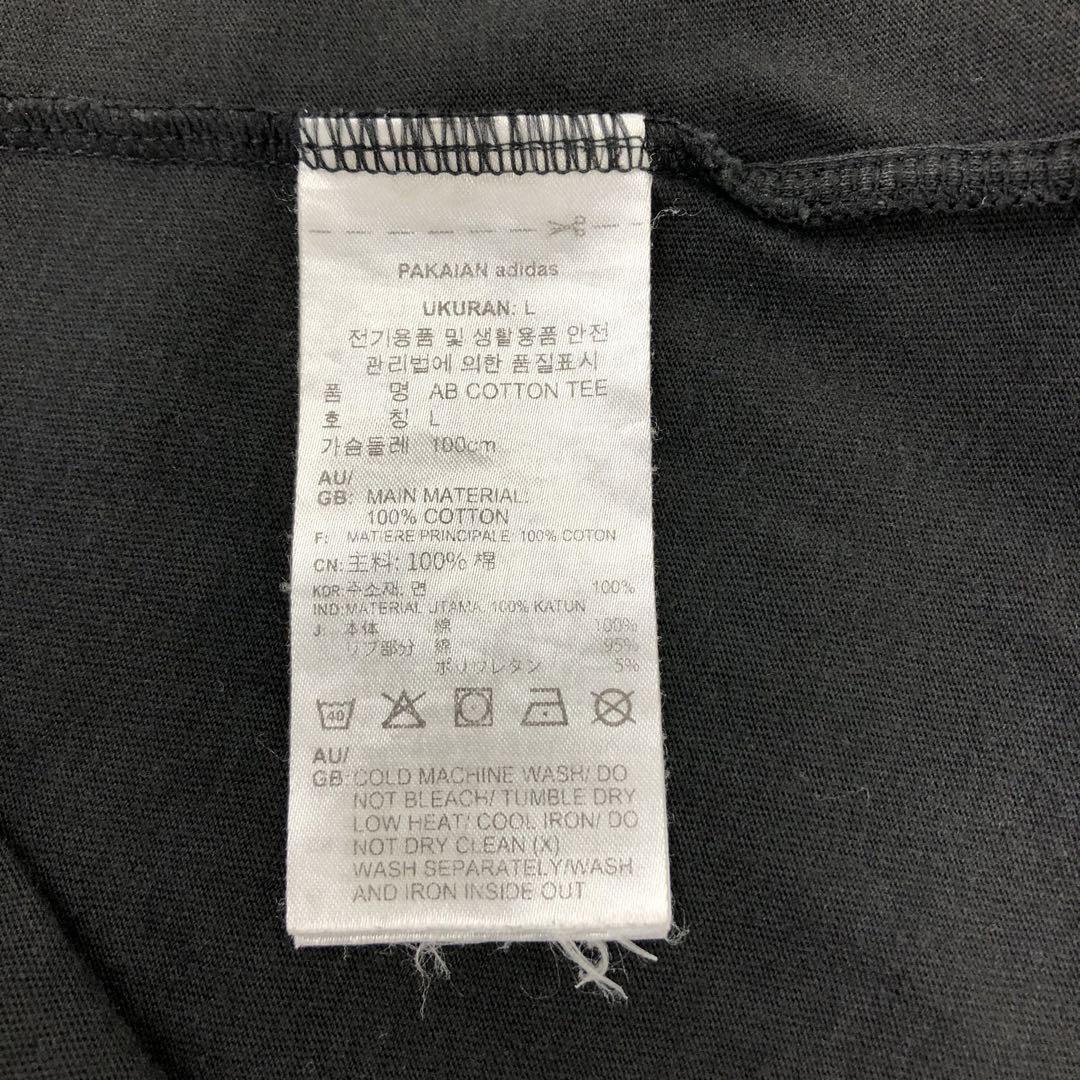 PAKAIAN adidas
UKURAN: L
전기용품 및 생활용품 안전
관리법에 의한 품질표시
품 명 AB COTTON TEE
호 칭 L
가슴둘레 100cm
AU/
GB: MAIN MATERIAL:
100% COTTON
F: MATIERE PRINCIPALE: 100% COTON
CN: 主料: 100% 棉
KOR: 주소재, 면 100%
IND: MATERIAL UTAMA, 100% KATUN
J: 本体 綿 100%
リブ部分 綿 95%
ポリウレタン 5%
40
AU/
GB: COLD MACHINE WASH/ DO
NOT BLEACH/ TUMBLE DRY
LOW HEAT/ COOL IRON/ DO
NOT DRY CLEAN (X)
WASH SEPARATELY/WASH
AND IRON INSIDE OUT